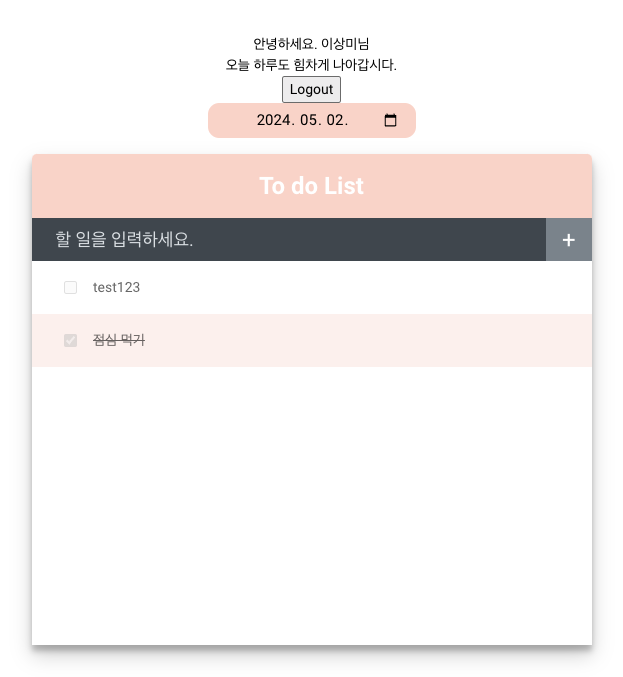 안녕하세요. 이상미님
오늘 하루도 힘차게 나아갑시다.
Logout
2024. 05. 02.
To do List
할 일을 입력하세요.
+
test123
점심 먹기